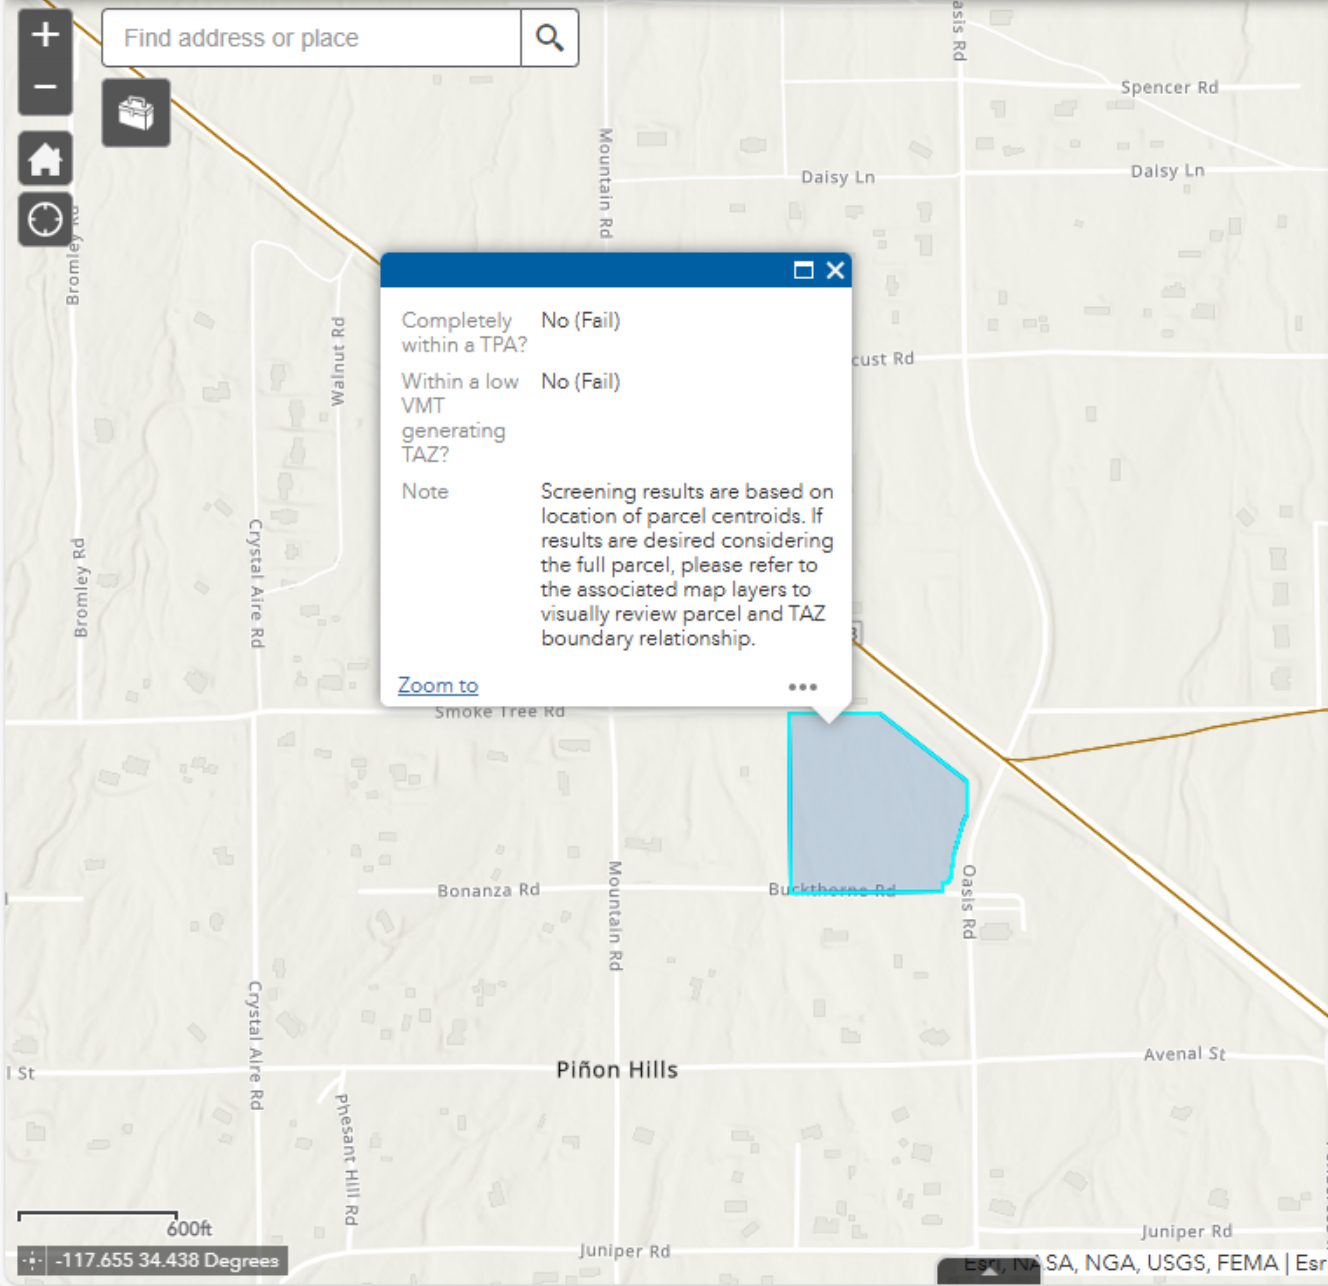 +
Find address or place
−
asis Rd
Spencer Rd
Mountain Rd
Daisy Ln
Daisy Ln
Bromley Rd
Walnut Rd
cust Rd
Completely
within a TPA?
No (Fail)
Within a low
VMT
generating
TAZ?
No (Fail)
Note
Screening results are based on
location of parcel centroids. If
results are desired considering
the full parcel, please refer to
the associated map layers to
visually review parcel and TAZ
boundary relationship.
Zoom to
•••
Crystal Aire Rd
Bromley Rd
Smoke Tree Rd
Bonanza Rd
Buckthorne Rd
Mountain Rd
Oasis Rd
Crystal Aire Rd
Piñon Hills
Avenal St
l St
Phesant Hill Rd
600ft
Juniper Rd
Juniper Rd
-117.655 34.438 Degrees
Esri, NASA, NGA, USGS, FEMA | Esr